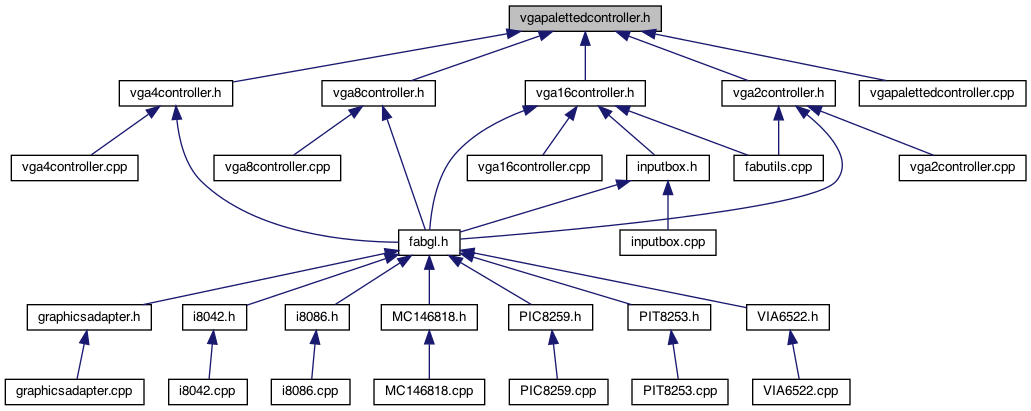 vgapalettedcontroller.h
vga4controller.h
vga8controller.h
vga16controller.h
vga2controller.h
vgapalettedcontroller.cpp
vga4controller.cpp
vga8controller.cpp
vga16controller.cpp
inputbox.h
fabutils.cpp
vga2controller.cpp
fabgl.h
inputbox.cpp
graphicsadapter.h
i8042.h
i8086.h
MC146818.h
PIC8259.h
PIT8253.h
VIA6522.h
graphicsadapter.cpp
i8042.cpp
i8086.cpp
MC146818.cpp
PIC8259.cpp
PIT8253.cpp
VIA6522.cpp